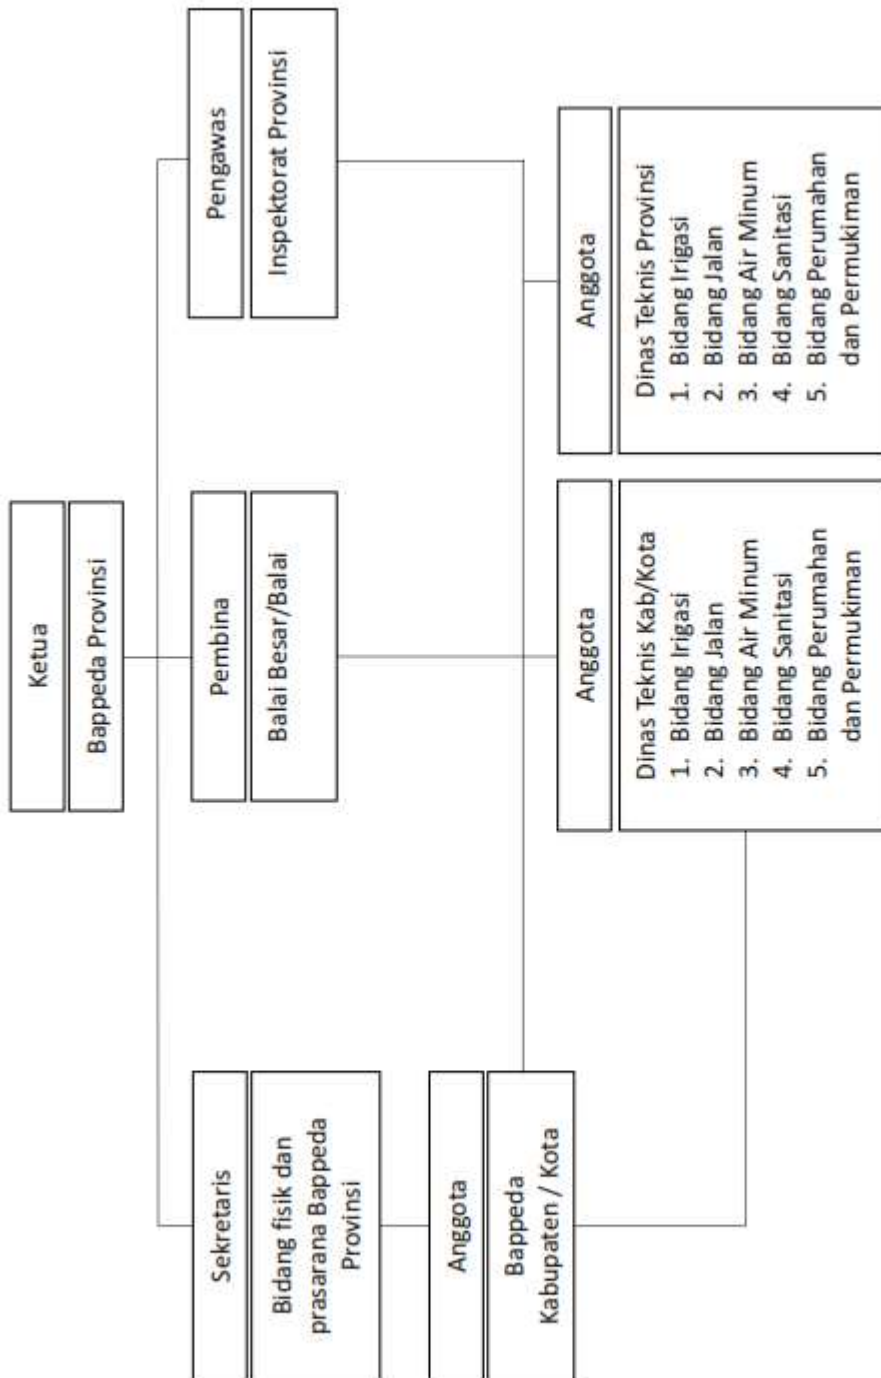 Ketua
Bappeda Provinsi
Sekretaris
Bidang fisik dan
prasarana Bappeda
Provinsi
Pembina
Balai Besar/Balai
Pengawas
Inspektorat Provinsi
Anggota
Bappeda
Kabupaten / Kota
Anggota
Dinas Teknis Kab/Kota
1. Bidang Irigasi
2. Bidang Jalan
3. Bidang Air Minum
4. Bidang Sanitasi
5. Bidang Perumahan
dan Permukiman
Anggota
Dinas Teknis Provinsi
1. Bidang Irigasi
2. Bidang Jalan
3. Bidang Air Minum
4. Bidang Sanitasi
5. Bidang Perumahan
dan Permukiman